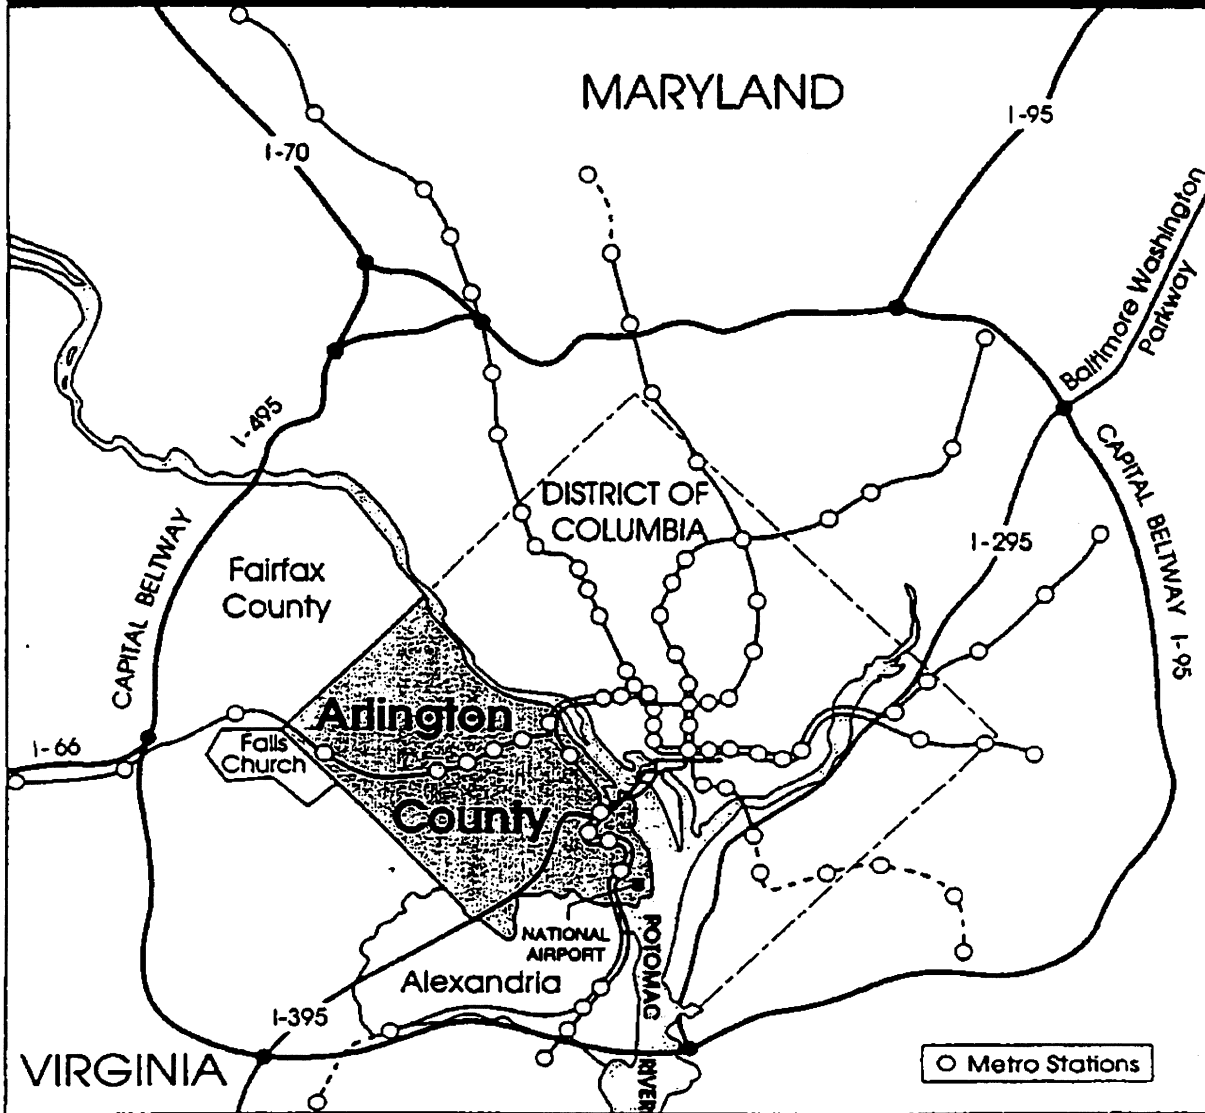 MARYLAND
I-95
I-70
Baltimore Washington
Parkway
I-495
CAPITAL BELTWAY
DISTRICT OF
COLUMBIA
I-295
CAPITAL BELTWAY I-95
Fairfax
County
Arlington
County
I-66
Falls
Church
NATIONAL
AIRPORT
POTOMAC
RIVER
Alexandria
I-395
VIRGINIA
Metro Stations